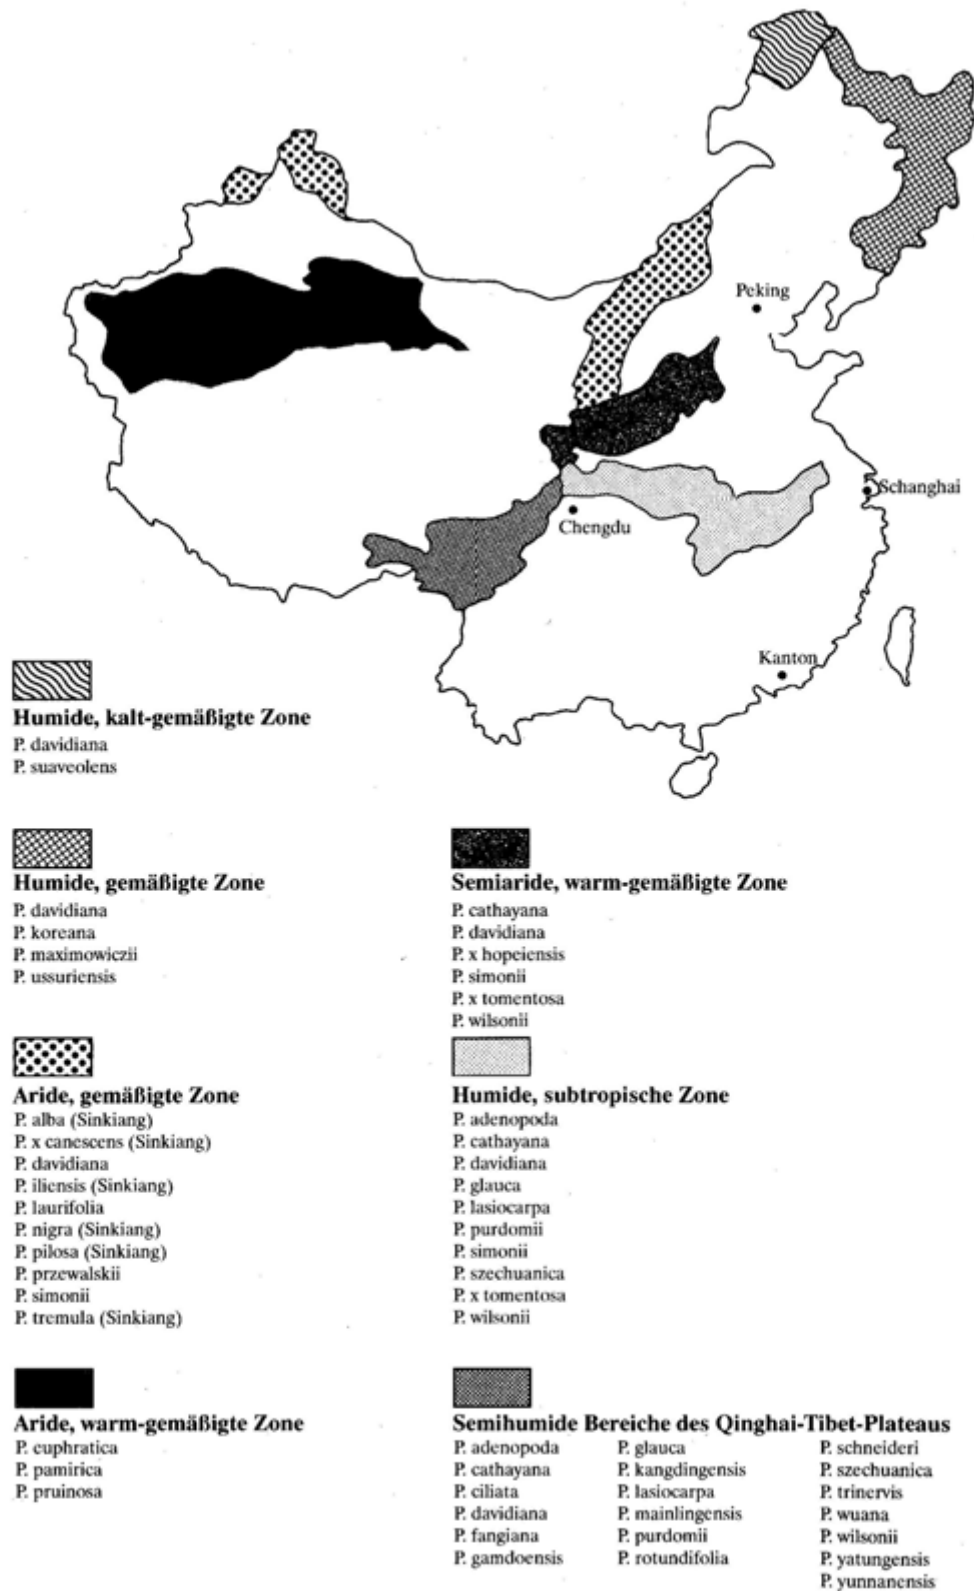 Peking
Schanghai
Chengdu
Kanton
Humide, kalt-gemäßigte Zone
P. davidiana
P. suaveolens
Humide, gemäßigte Zone
P. davidiana
P. koreana
P. maximowiczii
P. ussuriensis
Semiaride, warm-gemäßigte Zone
P. cathayana
P. davidiana
P. x hopeiensis
P. simonii
P. x tomentosa
P. wilsonii
Aride, gemäßigte Zone
P. alba (Sinkiang)
P. x canescens (Sinkiang)
P. davidiana
P. iliensis (Sinkiang)
P. laurifolia
P. nigra (Sinkiang)
P. pilosa (Sinkiang)
P. przewalskii
P. simonii
P. tremula (Sinkiang)
Humide, subtropische Zone
P. adenopoda
P. cathayana
P. davidiana
P. glauca
P. lasiocarpa
P. purdomii
P. simonii
P. szechuanica
P. x tomentosa
P. wilsonii
Aride, warm-gemäßigte Zone
P. euphratica
P. pamirica
P. pruinosa
Semihumide Bereiche des Qinghai-Tibet-Plateaus
P. adenopoda
P. cathayana
P. ciliata
P. davidiana
P. fangiana
P. gamdoensis
P. glauca
P. kangdingensis
P. lasiocarpa
P. mainlingensis
P. purdomii
P. rotundifolia
P. schneideri
P. szechuanica
P. trinervis
P. wuana
P. wilsonii
P. yatungensis
P. yunnanensis